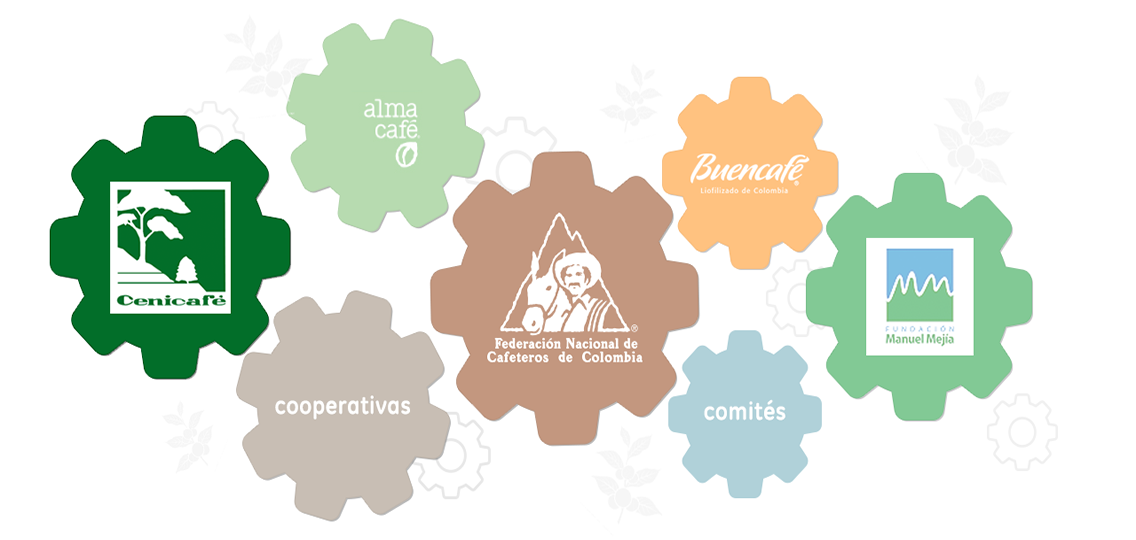 alma
café
Buencafé
Liofilizado de Colombia
Cenicafé
Federación Nacional de
Cafeteros de Colombia
FUNDACIÓN
Manuel Mejía
cooperativas
comités